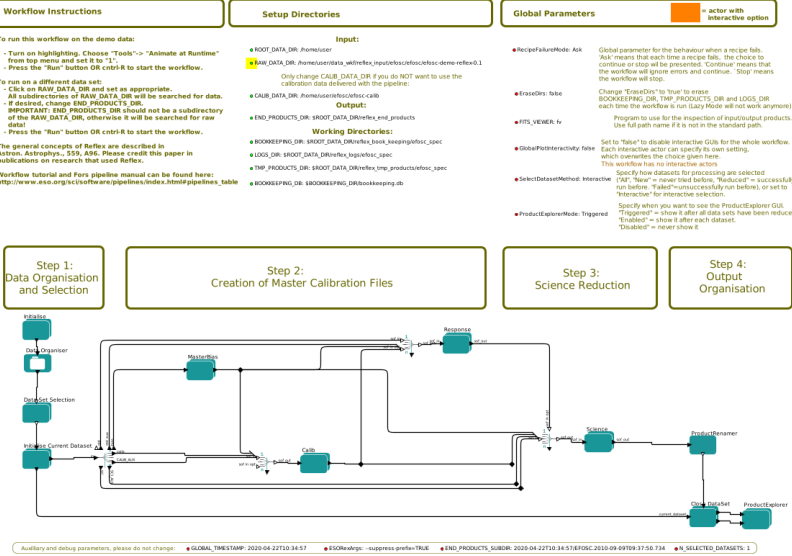 Workflow Instructions
To run this workflow on the demo data:
- Turn on highlighting. Choose "Tools"-> "Animate at Runtime"
from top menu and set it to "1".
- Press the "Run" button OR cntrl-R to start the workflow.
To run on a different data set:
- Click on RAW_DATA_DIR and set as appropriate.
All subdirectories of RAW_DATA_DIR will be searched for data.
- If desired, change END_PRODUCTS_DIR.
IMPORTANT: END_PRODUCTS_DIR should not be a subdirectory
of the RAW_DATA_DIR, otherwise it will be searched for raw
data!
- Press the "Run" button OR cntrl-R to start the workflow.
The general concepts of Reflex are described in
Astron. Astrophys., 559, A96. Please credit this paper in
publications on research that used Reflex.
Workflow tutorial and Fors pipeline manual can be found here:
http://www.eso.org/sci/software/pipelines/index.html#pipelines_table
Setup Directories
Input:
ROOT_DATA_DIR: /home/user
RAW_DATA_DIR: /home/user/data_wkf/reflex_input/efosc/efosc/efosc-demo-reflex-0.1
Only change CALIB_DATA_DIR if you do NOT want to use the
calibration data delivered with the pipeline:
CALIB_DATA_DIR: /home/user/efosc-calib
Output:
END_PRODUCTS_DIR: $ROOT_DATA_DIR/reflex_end_products
Working Directories:
BOOKKEEPING_DIR: $ROOT_DATA_DIR/reflex_book_keeping/efosc_spec
LOGS_DIR: $ROOT_DATA_DIR/reflex_logs/efosc_spec
TMP_PRODUCTS_DIR: $ROOT_DATA_DIR/reflex_tmp_products/efosc_spec
BOOKKEEPING_DB: $BOOKKEEPING_DIR/bookkeeping.db
Global Parameters
= actor with
interactive option
RecipeFailureMode: Ask
Global parameter for the behaviour when a recipe fails.
'Ask' means that each time a recipe fails, the choice to
continue or stop will be presented. 'Continue' means that
the workflow will ignore errors and continue. 'Stop' means
the workflow will stop.
EraseDirs: false
Change "EraseDirs" to 'true' to erase
BOOKKEEPING_DIR, TMP_PRODUCTS_DIR and LOGS_DIR
each time the workflow is run (Lazy Mode will not work anymore)
FITS_VIEWER: fv
Program to use for the inspection of input/output products.
Use full path name if it is not in the standard path.
GlobalPlotInteractivity: false
Set to "false" to disable interactive GUIs for the whole workflow.
Each interactive actor can specify its own setting,
which overwrites the choice given here.
This workflow has no interactive actors
SelectDatasetMethod: Interactive
Specify how datasets for processing are selected
("All", "New" = never tried before, "Reduced" = successfully
run before. "Failed"=unsuccessfully run before), or set to
"Interactive" for interactive selection.
ProductExplorerMode: Triggered
Specify when you want to see the ProductExplorer GUI.
"Triggered" = show it after all data sets have been reduce
"Enabled" = show it after each dataset.
"Disabled" = never show it
Step 1:
Data Organisation
and Selection
Step 2:
Creation of Master Calibration Files
Step 3:
Science Reduction
Step 4:
Output
Organisation
Initialise
Data Organiser
DataSet Selection
Initialise Current Dataset
MasterBias
Response
Calib
Science
ProductRenamer
Close DataSet
ProductExplorer
CALIB_SOF
sof in opt
sof out
sof_out
current_dataset
Auxiliary and debug parameters, please do not change:
GLOBAL_TIMESTAMP: 2020-04-22T10:34:57
ESORexArgs: --suppress-prefix=TRUE
END_PRODUCTS_SUBDIR: 2020-04-22T10:34:57/EFOSC.2010-09-09T09:37:50.734
N_SELECTED_DATASETS: 1